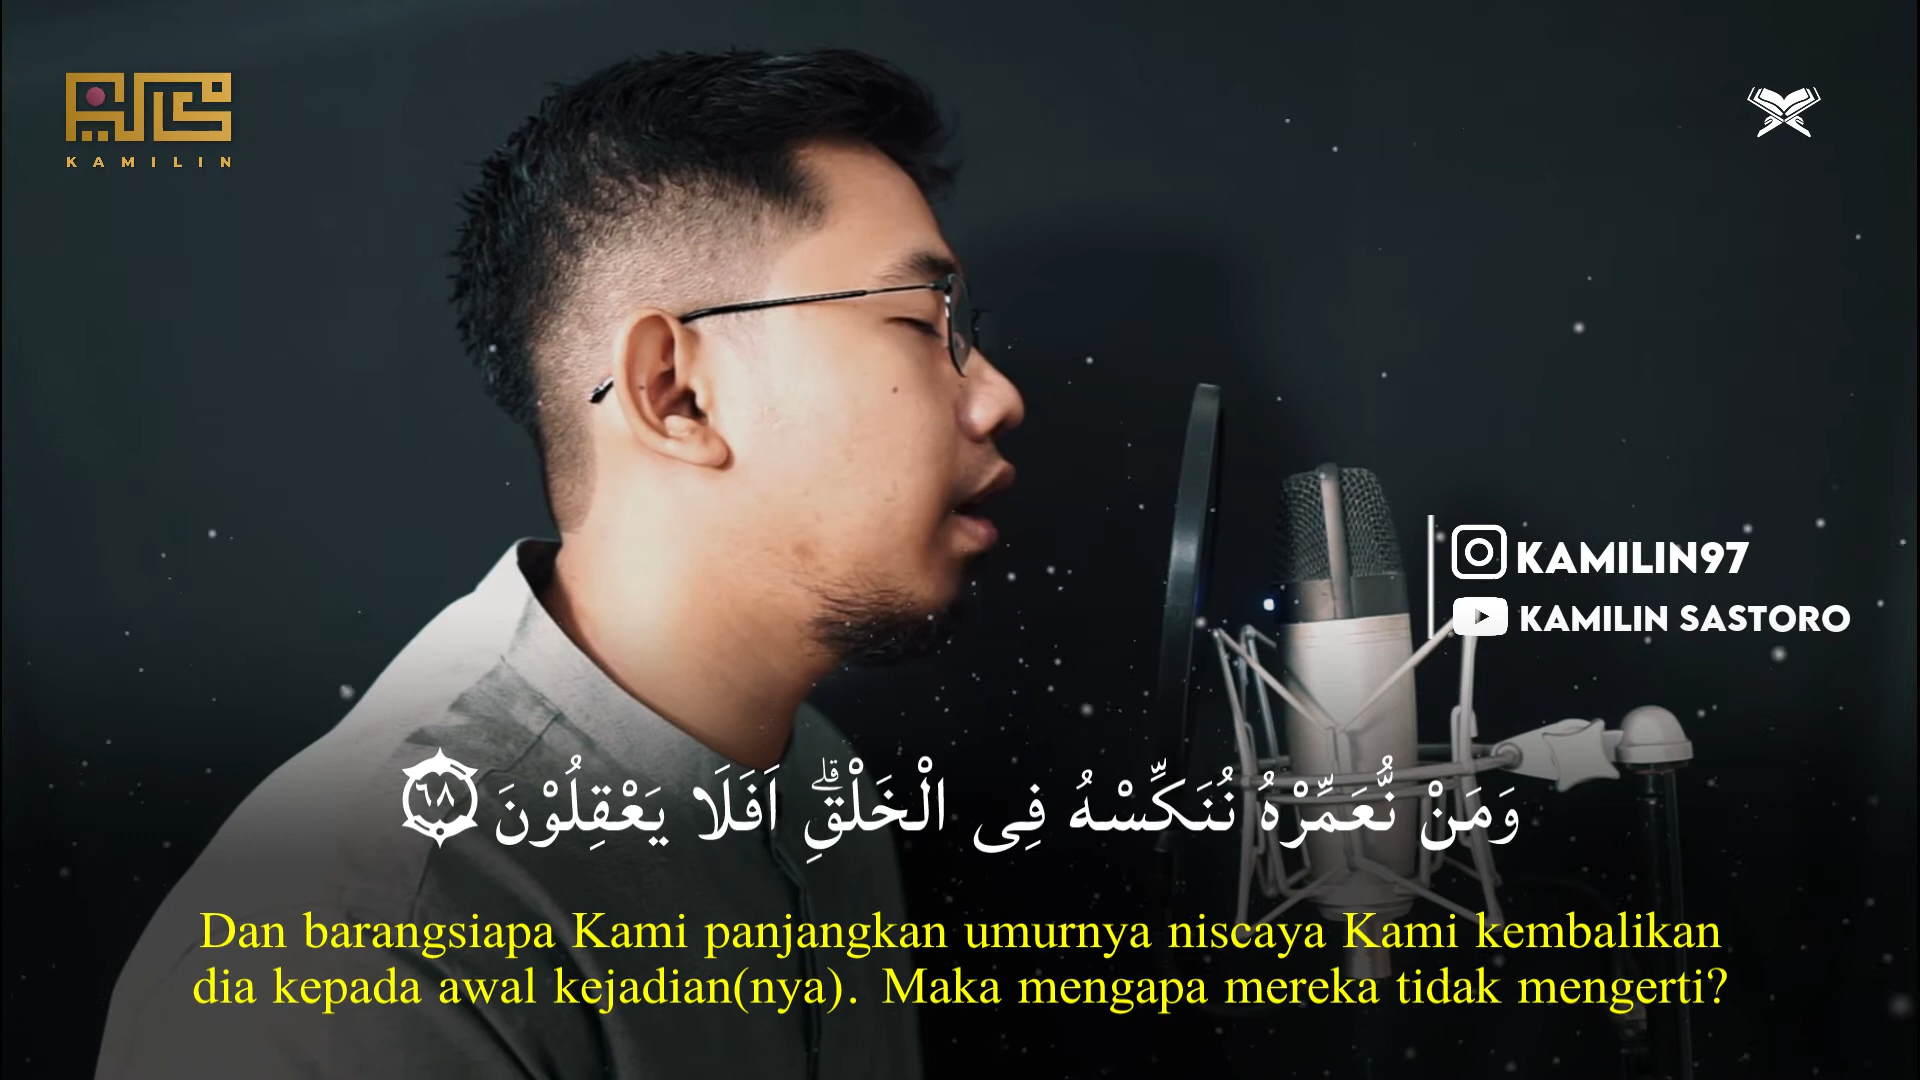 KAMILIN
KAMILIN97
KAMILIN SASTORO
وَمَنْ نُّعَمِّرْهُ نُنَكِّسْهُ فِى الْخَلْقِۗ اَفَلَا يَعْقِلُوْنَ ٦٨
Dan barangsiapa Kami panjangkan umurnya niscaya Kami kembalikan
dia kepada awal kejadian(nya). Maka mengapa mereka tidak mengerti?